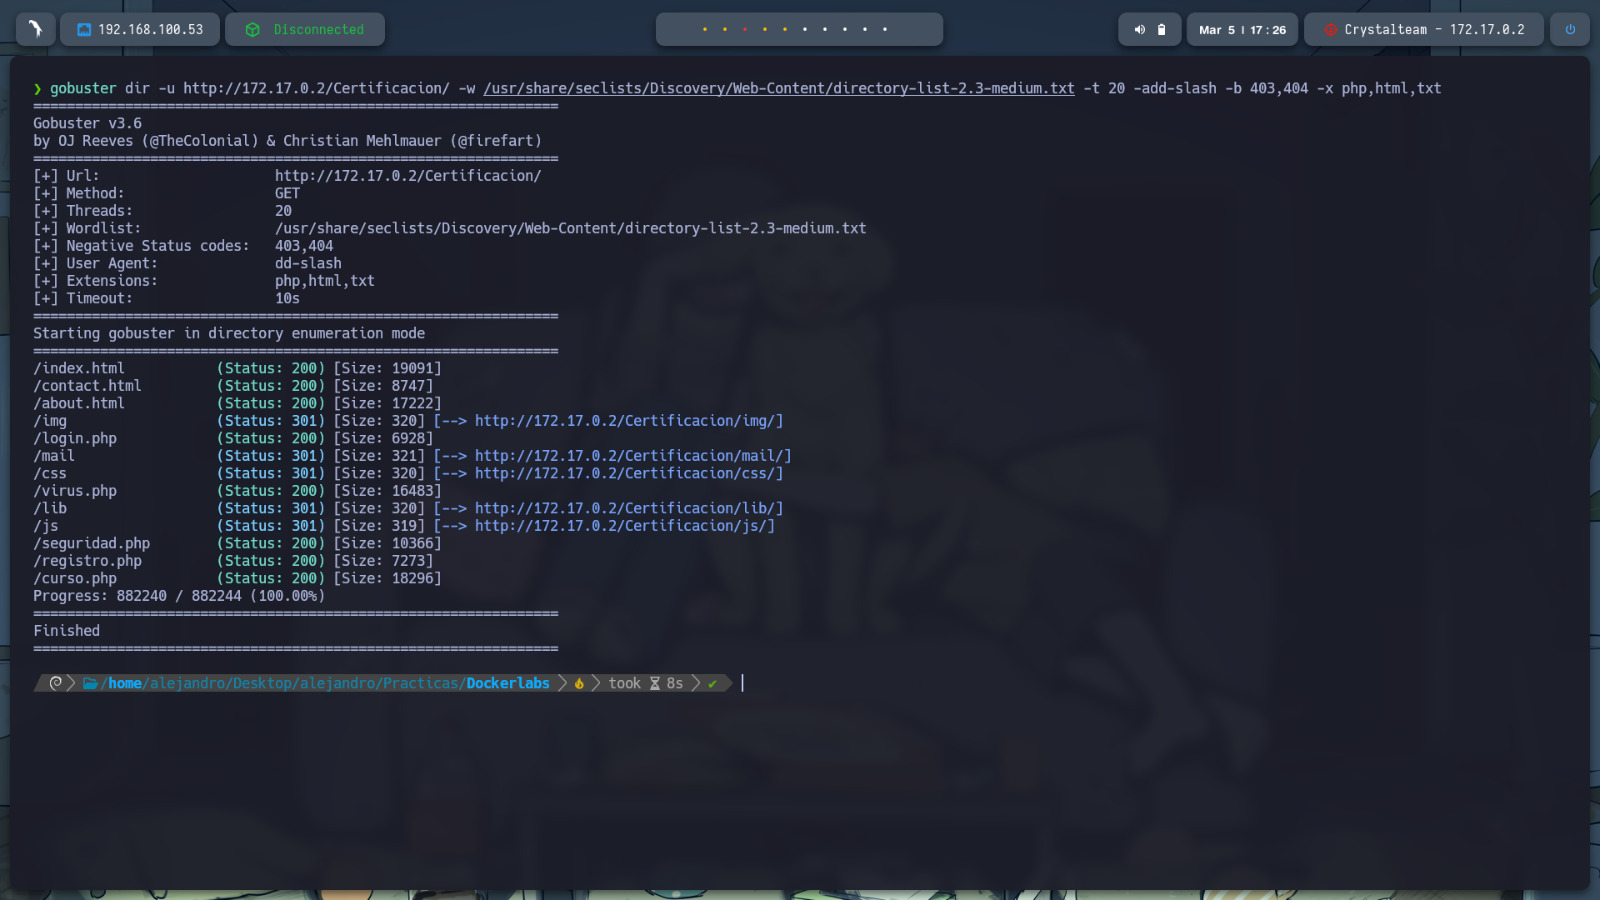 192.168.100.53 Disconnected Mar 5 | 17:26 Crystalteam - 172.17.0.2
❯ gobuster dir -u http://172.17.0.2/Certificacion/ -w /usr/share/seclists/Discovery/Web-Content/directory-list-2.3-medium.txt -t 20 -add-slash -b 403,404 -x php,html,txt
===============================================================
Gobuster v3.6
by OJ Reeves (@TheColonial) & Christian Mehlmauer (@firefart)
===============================================================
[+] Url: http://172.17.0.2/Certificacion/
[+] Method: GET
[+] Threads: 20
[+] Wordlist: /usr/share/seclists/Discovery/Web-Content/directory-list-2.3-medium.txt
[+] Negative Status codes: 403,404
[+] User Agent: dd-slash
[+] Extensions: php,html,txt
[+] Timeout: 10s
===============================================================
Starting gobuster in directory enumeration mode
===============================================================
/index.html (Status: 200) [Size: 19091]
/contact.html (Status: 200) [Size: 8747]
/about.html (Status: 200) [Size: 17222]
/img (Status: 301) [Size: 320] [--> http://172.17.0.2/Certificacion/img/]
/login.php (Status: 200) [Size: 6928]
/mail (Status: 301) [Size: 321] [--> http://172.17.0.2/Certificacion/mail/]
/css (Status: 301) [Size: 320] [--> http://172.17.0.2/Certificacion/css/]
/virus.php (Status: 200) [Size: 16483]
/lib (Status: 301) [Size: 320] [--> http://172.17.0.2/Certificacion/lib/]
/js (Status: 301) [Size: 319] [--> http://172.17.0.2/Certificacion/js/]
/seguridad.php (Status: 200) [Size: 10366]
/registro.php (Status: 200) [Size: 7273]
/curso.php (Status: 200) [Size: 18296]
Progress: 882240 / 882244 (100.00%)
===============================================================
Finished
===============================================================
/home/alejandro/Desktop/alejandro/Practicas/Dockerlabs took 8s ✔